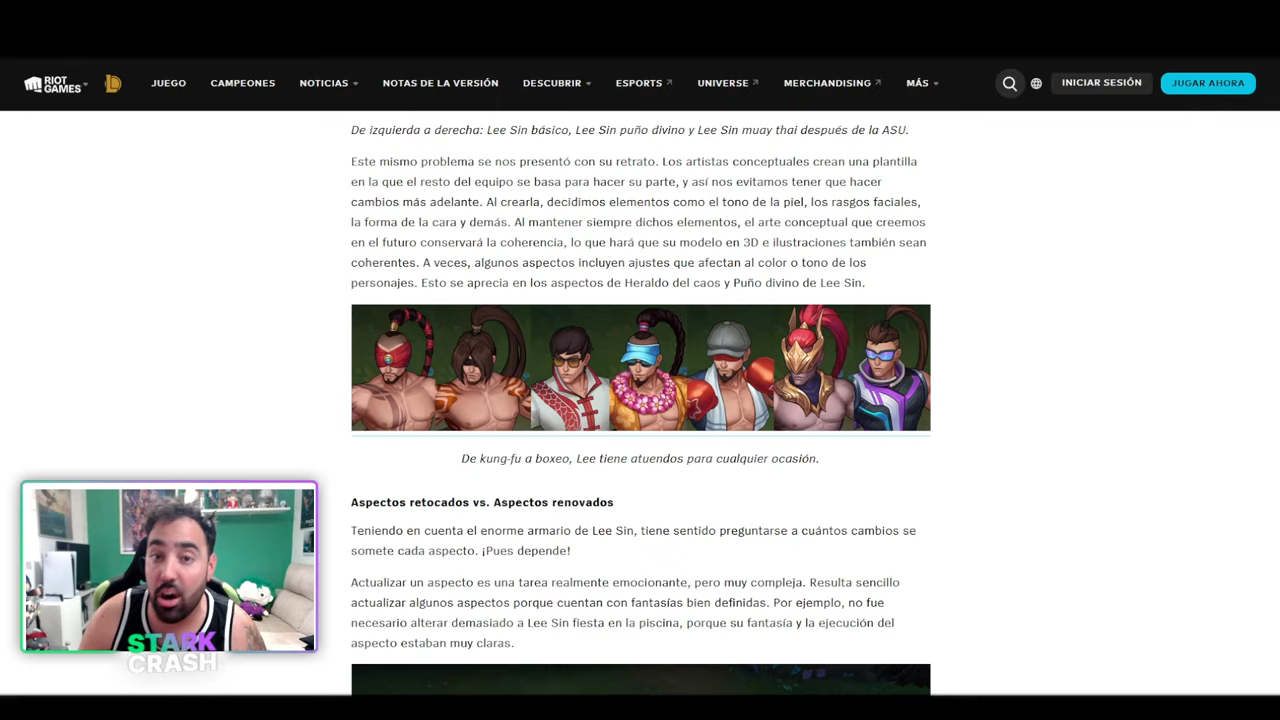 RIOT GAMES
JUEGO CAMPEONES NOTICIAS NOTAS DE LA VERSIÓN DESCUBRIR ESPORTS UNIVERSE MERCHANDISING MÁS INICIAR SESIÓN JUGAR AHORA
De izquierda a derecha: Lee Sin básico, Lee Sin puño divino y Lee Sin muay thai después de la ASU.
Este mismo problema se nos presentó con su retrato. Los artistas conceptuales crean una plantilla
en la que el resto del equipo se basa para hacer su parte, y así nos evitamos tener que hacer
cambios más adelante. Al crearla, decidimos elementos como el tono de la piel, los rasgos faciales,
la forma de la cara y demás. Al mantener siempre dichos elementos, el arte conceptual que creemos
en el futuro conservará la coherencia, lo que hará que su modelo en 3D e ilustraciones también sean
coherentes. A veces, algunos aspectos incluyen ajustes que afectan al color o tono de los
personajes. Esto se aprecia en los aspectos de Heraldo del caos y Puño divino de Lee Sin.
De kung-fu a boxeo, Lee tiene atuendos para cualquier ocasión.
Aspectos retocados vs. Aspectos renovados
Teniendo en cuenta el enorme armario de Lee Sin, tiene sentido preguntarse a cuántos cambios se
somete cada aspecto. ¡Pues depende!
Actualizar un aspecto es una tarea realmente emocionante, pero muy compleja. Resulta sencillo
actualizar algunos aspectos porque cuentan con fantasías bien definidas. Por ejemplo, no fue
necesario alterar demasiado a Lee Sin fiesta en la piscina, porque su fantasía y la ejecución del
aspecto estaban muy claras.
STARK
CRASH